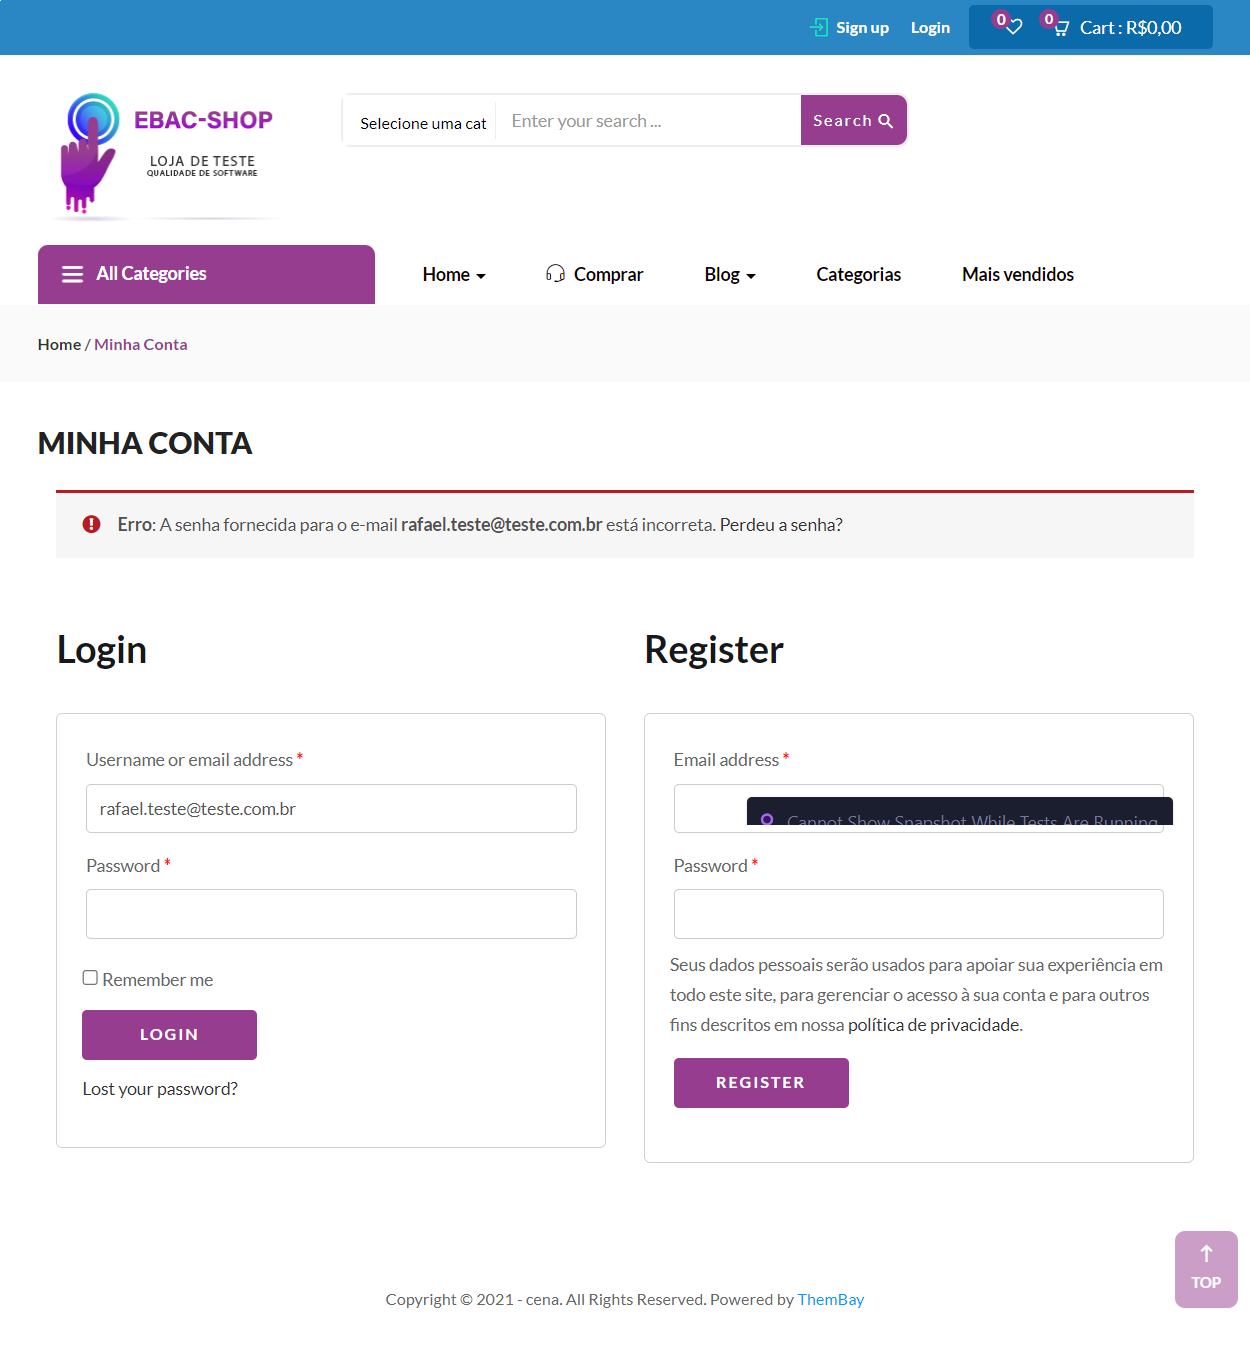 Sign up
Login
0
0
Cart : R$0,00
EBAC-SHOP
LOJA DE TESTE
QUALIDADE DE SOFTWARE
Selecione uma cat
Enter your search ...
Search
All Categories
Home
Comprar
Blog
Categorias
Mais vendidos
Home / Minha Conta
MINHA CONTA
Erro: A senha fornecida para o e-mail rafael.teste@teste.com.br está incorreta. Perdeu a senha?
Login
Username or email address *
rafael.teste@teste.com.br
Password *
Remember me
LOGIN
Lost your password?
Register
Email address *
Cannot Show Snapshot While Tests Are Running
Password *
Seus dados pessoais serão usados para apoiar sua experiência em
todo este site, para gerenciar o acesso à sua conta e para outros
fins descritos em nossa política de privacidade.
REGISTER
TOP
Copyright © 2021 - cena. All Rights Reserved. Powered by ThemBay